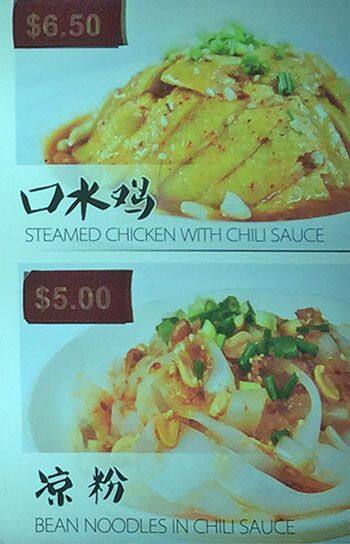 $6.50
口水鸡
STEAMED CHICKEN WITH CHILI SAUCE
$5.00
凉粉
BEAN NOODLES IN CHILI SAUCE